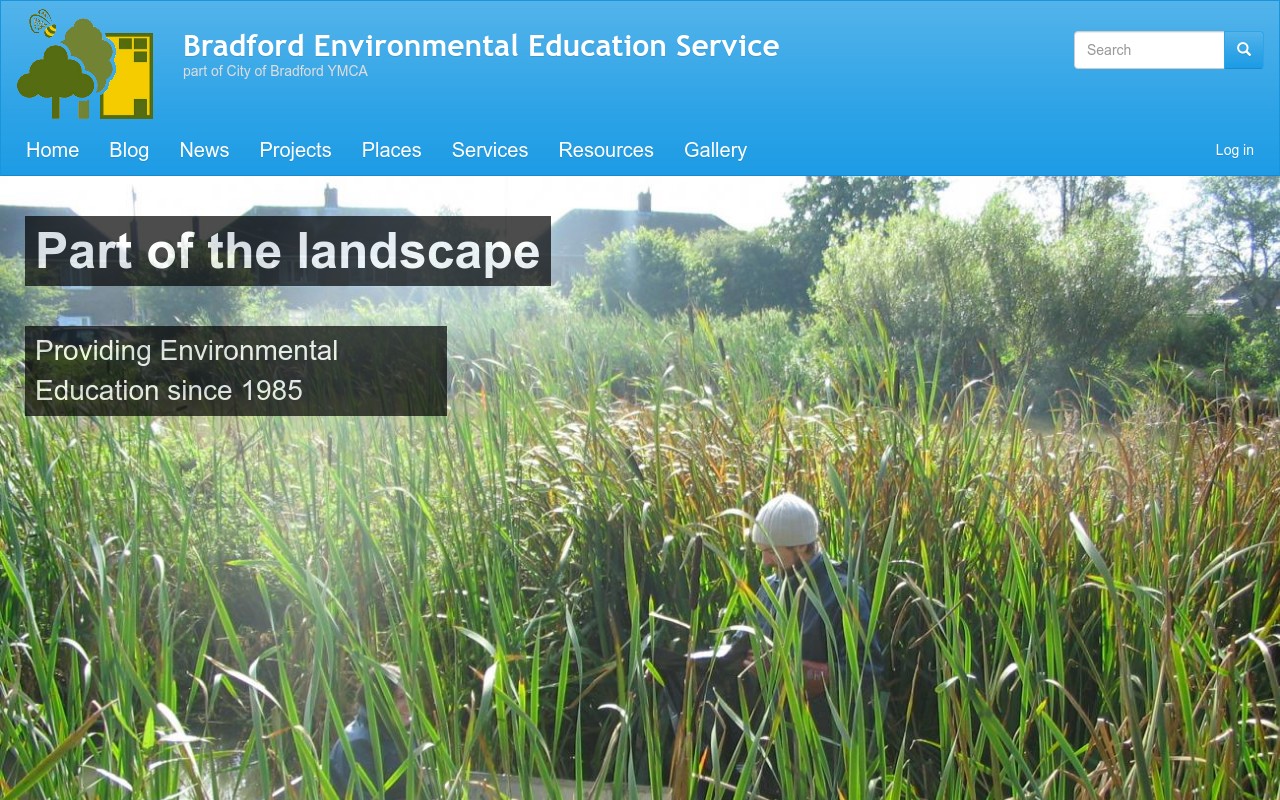 Bradford Environmental Education Service
part of City of Bradford YMCA
Search
Home
Blog
News
Projects
Places
Services
Resources
Gallery
Log in
Part of the landscape
Providing Environmental
Education since 1985